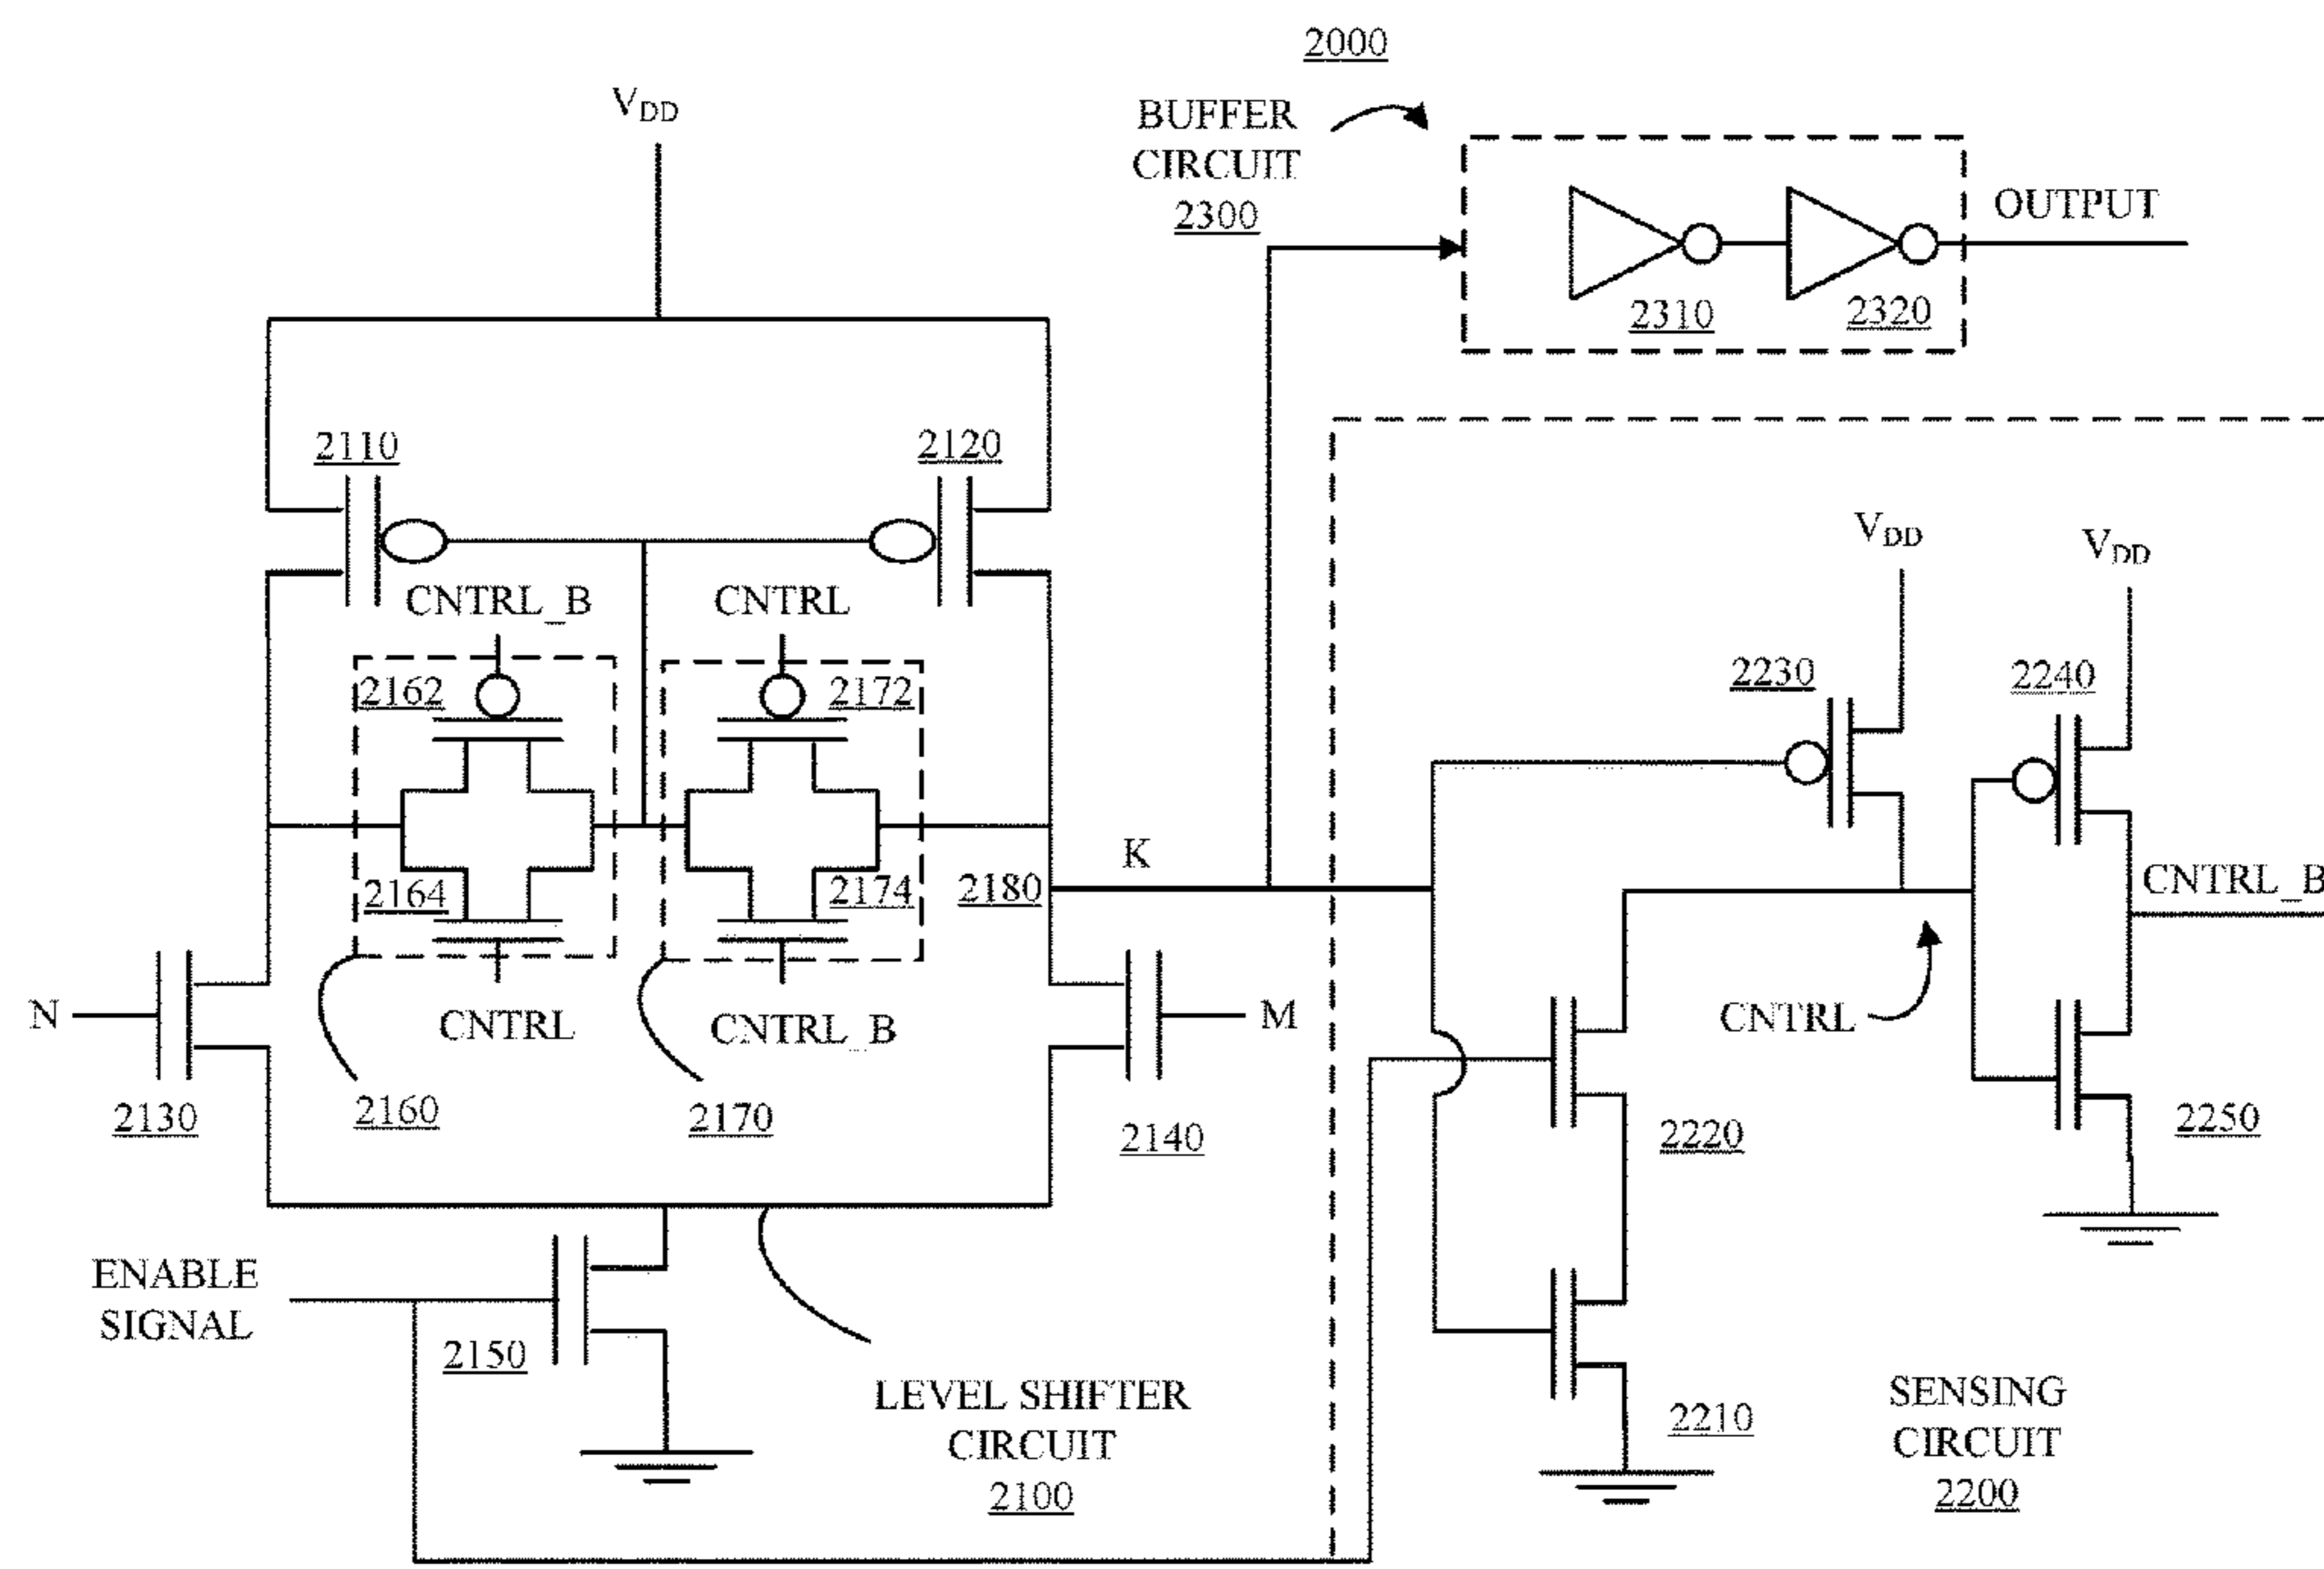 2000
BUFFER
CIRCUIT
2300
VDD
OUTPUT
2310
2320
2110
2120
CNTRL_B
CNTRL
2162
2172
2164
2174
2180
K
N
M
CNTRL
CNTRL_B
2130
2160
2170
2140
ENABLE
SIGNAL
2150
LEVEL SHIFTER
CIRCUIT
2100
VDD
VDD
2230
2240
CNTRL_B
CNTRL
2220
2250
2210
SENSING
CIRCUIT
2200